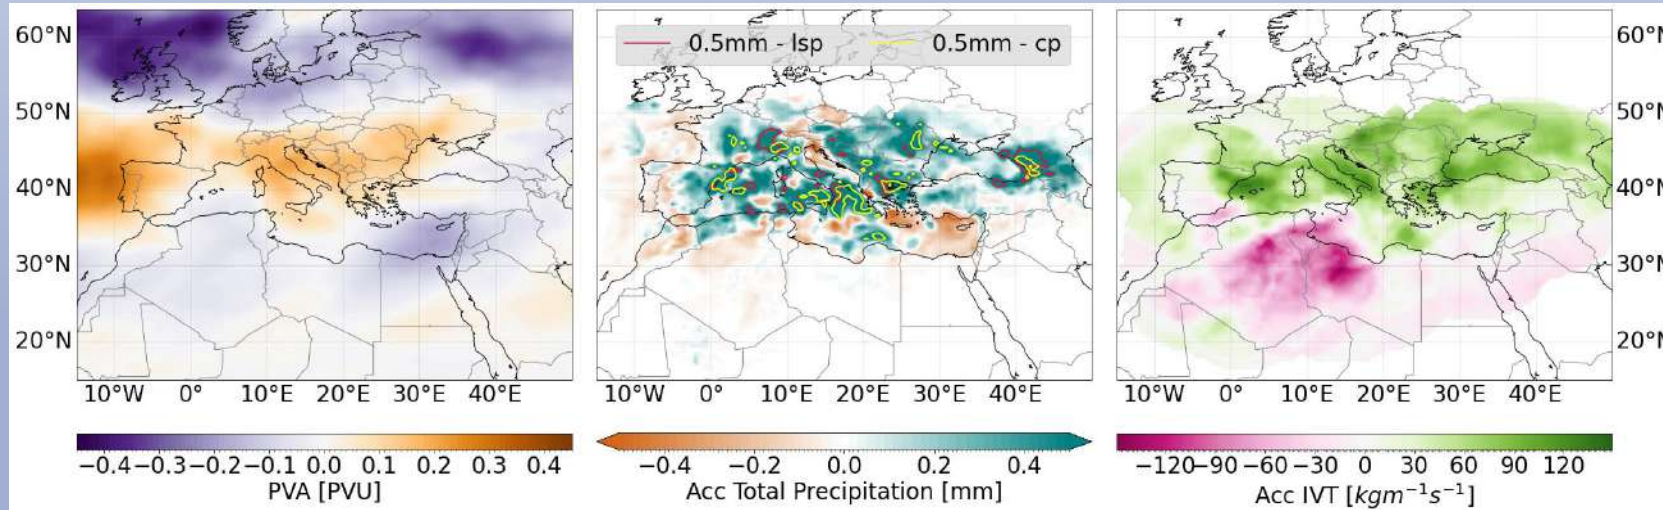 0.5mm - lsp 0.5mm - cp
60°N
50°N
40°N
30°N
20°N
60°N
50°N
40°N
30°N
20°N
10°W 0° 10°E 20°E 30°E 40°E
10°W 0° 10°E 20°E 30°E 40°E
10°W 0° 10°E 20°E 30°E 40°E
−0.4 −0.3 −0.2 −0.1 0.0 0.1 0.2 0.3 0.4
PVA [PVU]
−0.4 −0.2 0.0 0.2 0.4
Acc Total Precipitation [mm]
−120 −90 −60 −30 0 30 60 90 120
Acc IVT [kgm⁻¹s⁻¹]